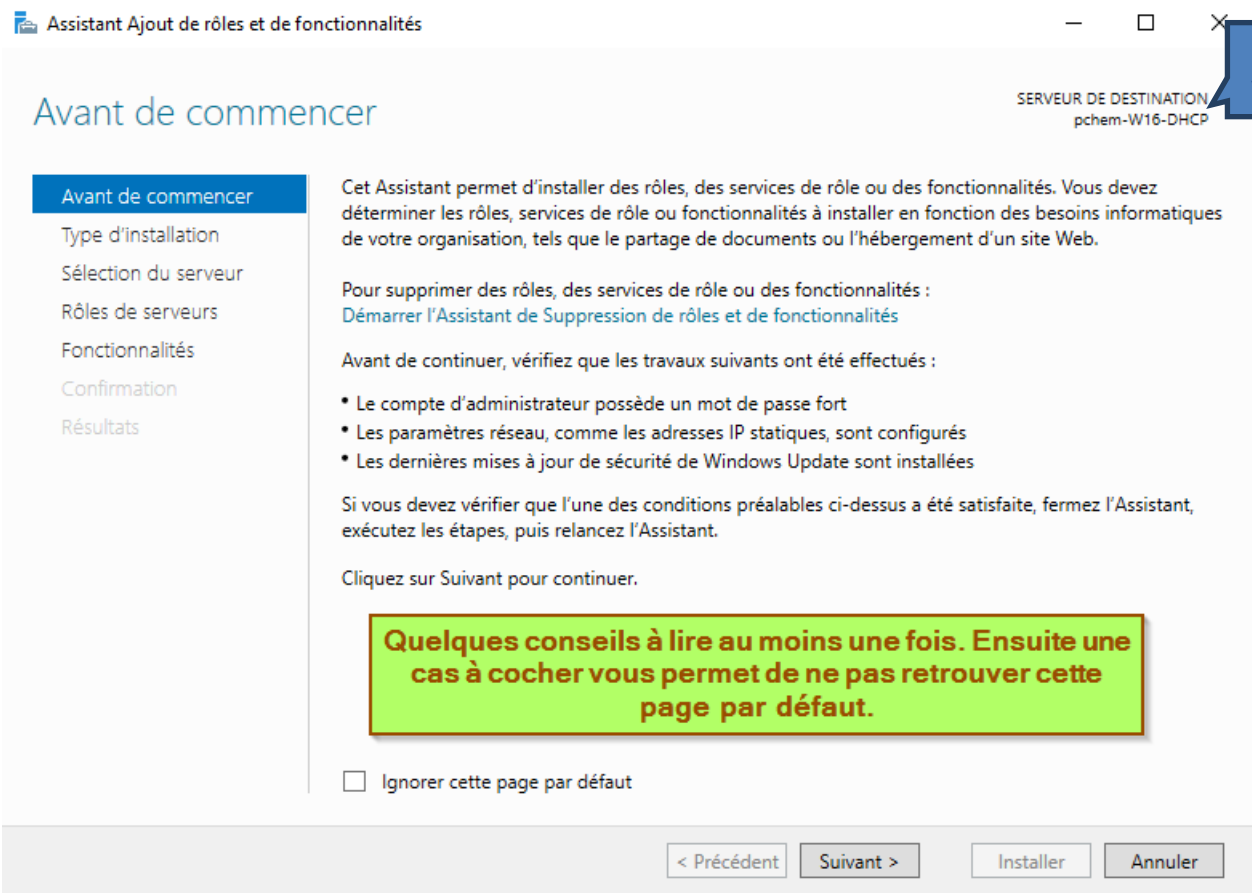 Assistant Ajout de rôles et de fonctionnalités
Avant de commencer
SERVEUR DE DESTINATION
pchem-W16-DHCP
Avant de commencer
Type d'installation
Sélection du serveur
Rôles de serveurs
Fonctionnalités
Confirmation
Résultats
Cet Assistant permet d'installer des rôles, des services de rôle ou des fonctionnalités. Vous devez
déterminer les rôles, services de rôle ou fonctionnalités à installer en fonction des besoins informatiques
de votre organisation, tels que le partage de documents ou l'hébergement d'un site Web.
Pour supprimer des rôles, des services de rôle ou des fonctionnalités :
Démarrer l'Assistant de Suppression de rôles et de fonctionnalités
Avant de continuer, vérifiez que les travaux suivants ont été effectués :
• Le compte d'administrateur possède un mot de passe fort
• Les paramètres réseau, comme les adresses IP statiques, sont configurés
• Les dernières mises à jour de sécurité de Windows Update sont installées
Si vous devez vérifier que l'une des conditions préalables ci-dessus a été satisfaite, fermez l'Assistant,
exécutez les étapes, puis relancez l'Assistant.
Cliquez sur Suivant pour continuer.
Quelques conseils à lire au moins une fois. Ensuite une
cas à cocher vous permet de ne pas retrouver cette
page par défaut.
Ignorer cette page par défaut
< Précédent
Suivant >
Installer
Annuler